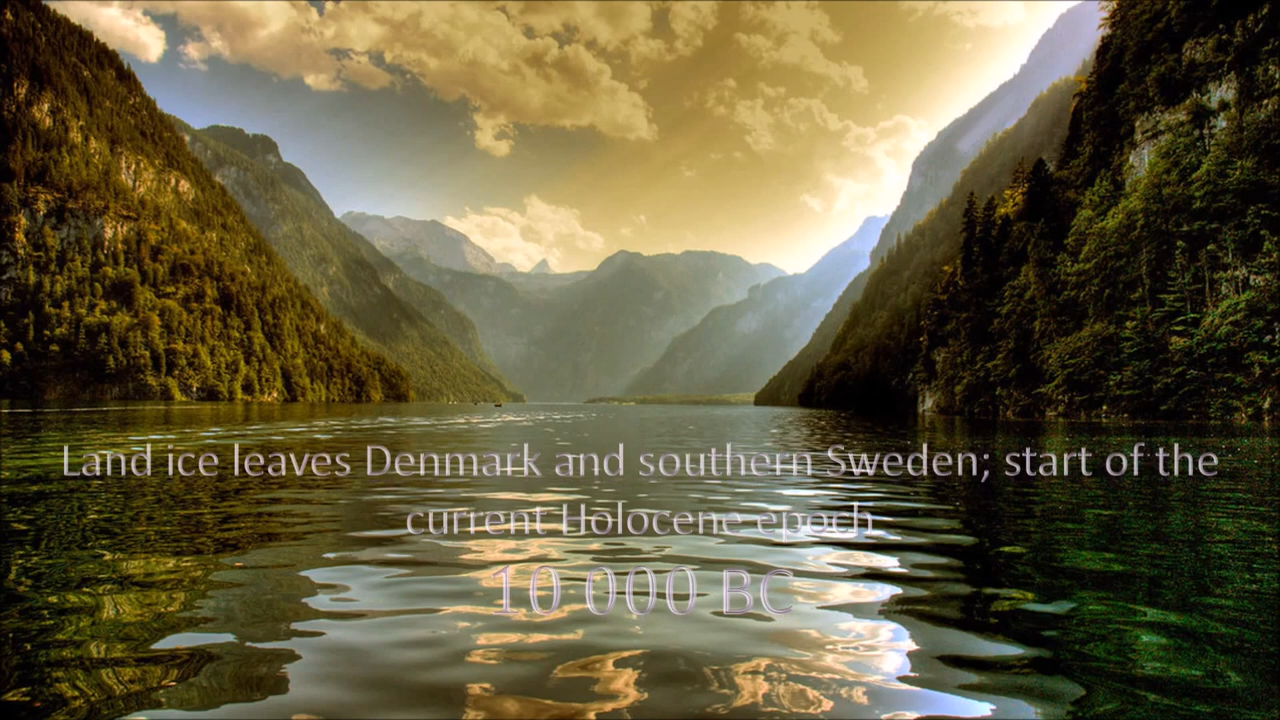 Land ice leaves Denmark and southern Sweden; start of the
current Holocene epoch
10 000 BC